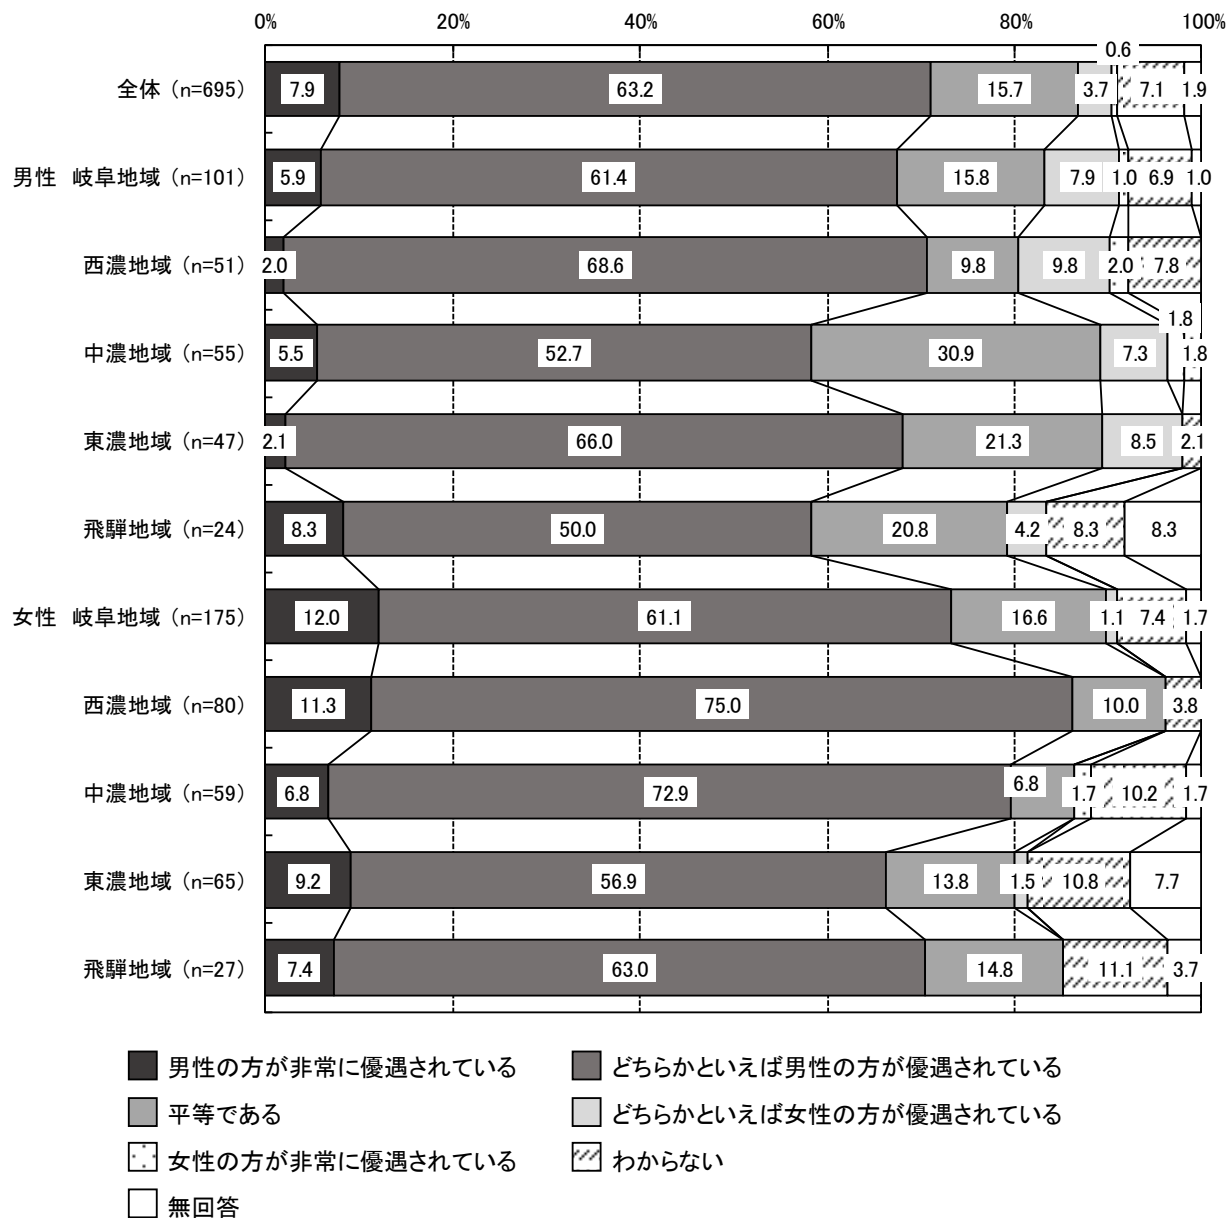 0% 20% 40% 60% 80% 100%
0.6
全体 (n=695) 7.9 63.2 15.7 3.7 7.1 1.9
男性 岐阜地域 (n=101) 5.9 61.4 15.8 7.9 1.0 6.9 1.0
西濃地域 (n=51) 2.0 68.6 9.8 9.8 2.0 7.8
1.8
中濃地域 (n=55) 5.5 52.7 30.9 7.3 1.8
東濃地域 (n=47) 2.1 66.0 21.3 8.5 2.1
飛騨地域 (n=24) 8.3 50.0 20.8 4.2 8.3 8.3
女性 岐阜地域 (n=175) 12.0 61.1 16.6 1.1 7.4 1.7
西濃地域 (n=80) 11.3 75.0 10.0 3.8
中濃地域 (n=59) 6.8 72.9 6.8 1.7 10.2 1.7
東濃地域 (n=65) 9.2 56.9 13.8 1.5 10.8 7.7
飛騨地域 (n=27) 7.4 63.0 14.8 11.1 3.7
男性の方が非常に優遇されている どちらかといえば男性の方が優遇されている
平等である どちらかといえば女性の方が優遇されている
女性の方が非常に優遇されている わからない
無回答